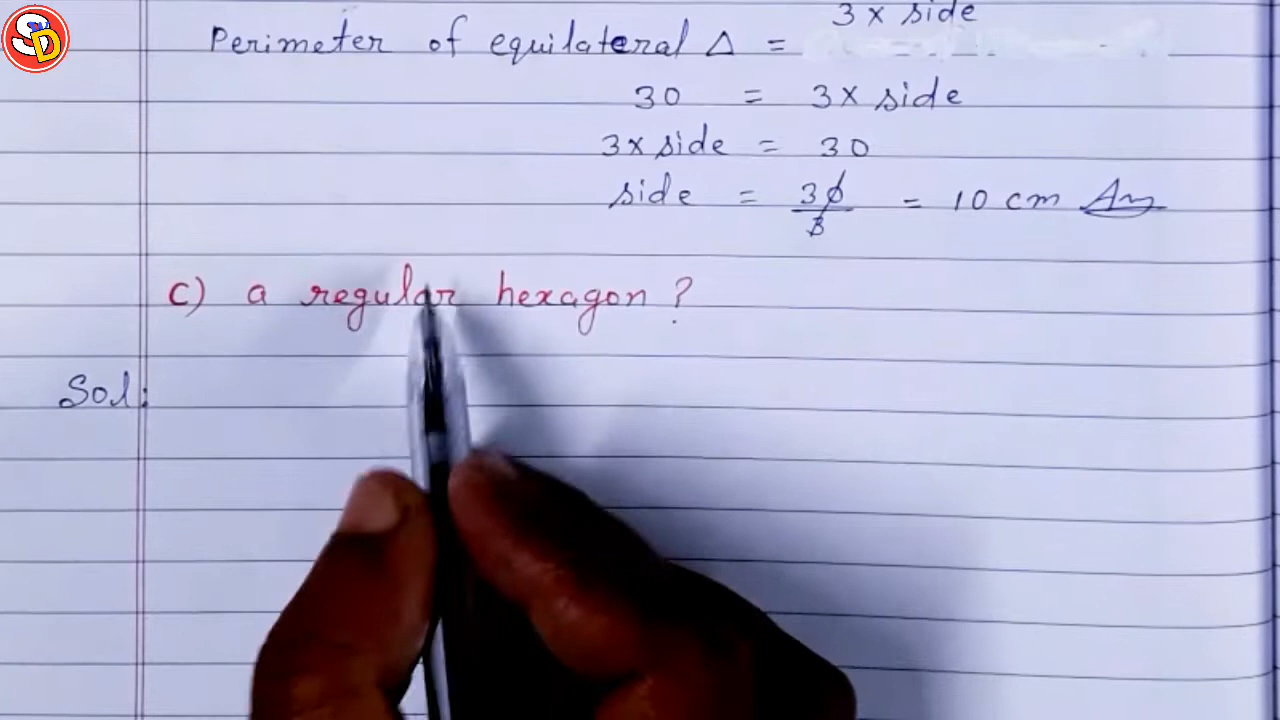 SD
3 x side
Perimeter of equilateral Δ =
30 = 3 x side
3 x side = 30
side = 30/3 = 10 cm Ans
c) a regular hexagon ?
Sol: